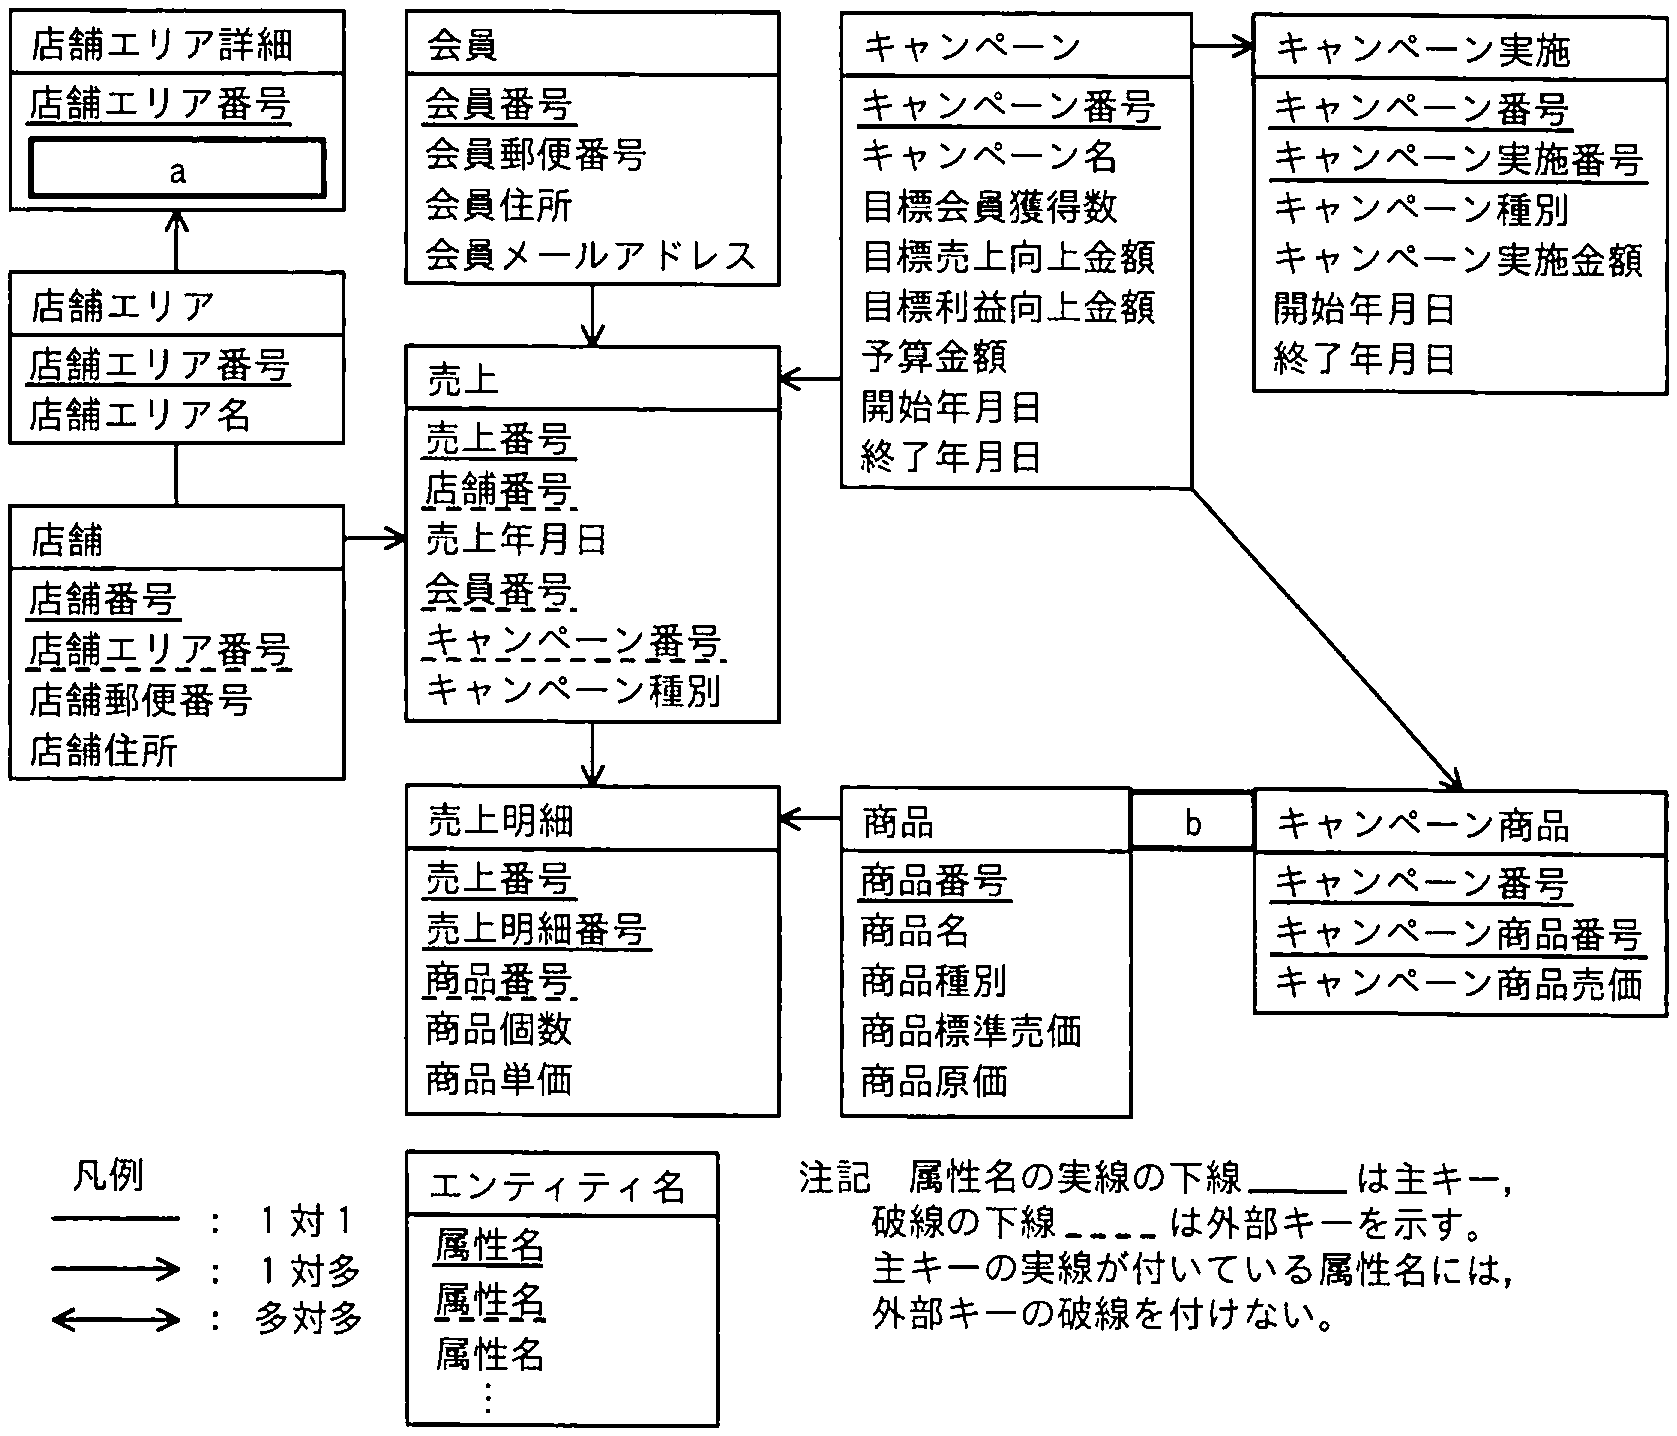 店舗エリア詳細
店舗エリア番号
a
店舗エリア
店舗エリア番号
店舗エリア名
店舗
店舗番号
店舗エリア番号
店舗郵便番号
店舗住所
会員
会員番号
会員郵便番号
会員住所
会員メールアドレス
売上
売上番号
店舗番号
売上年月日
会員番号
キャンペーン番号
キャンペーン種別
売上明細
売上番号
売上明細番号
商品番号
商品個数
商品単価
キャンペーン
キャンペーン番号
キャンペーン名
目標会員獲得数
目標売上向上金額
目標利益向上金額
予算金額
開始年月日
終了年月日
キャンペーン実施
キャンペーン番号
キャンペーン実施番号
キャンペーン種別
キャンペーン実施金額
開始年月日
終了年月日
商品
商品番号
商品名
商品種別
商品標準売価
商品原価
b
キャンペーン商品
キャンペーン番号
キャンペーン商品番号
キャンペーン商品売価
凡例
：1対1
：1対多
：多対多
エンティティ名
属性名
属性名
属性名
⋮
注記　属性名の実線の下線＿＿＿は主キー，
破線の下線＿＿＿は外部キーを示す。
主キーの実線が付いている属性名には，
外部キーの破線を付けない。